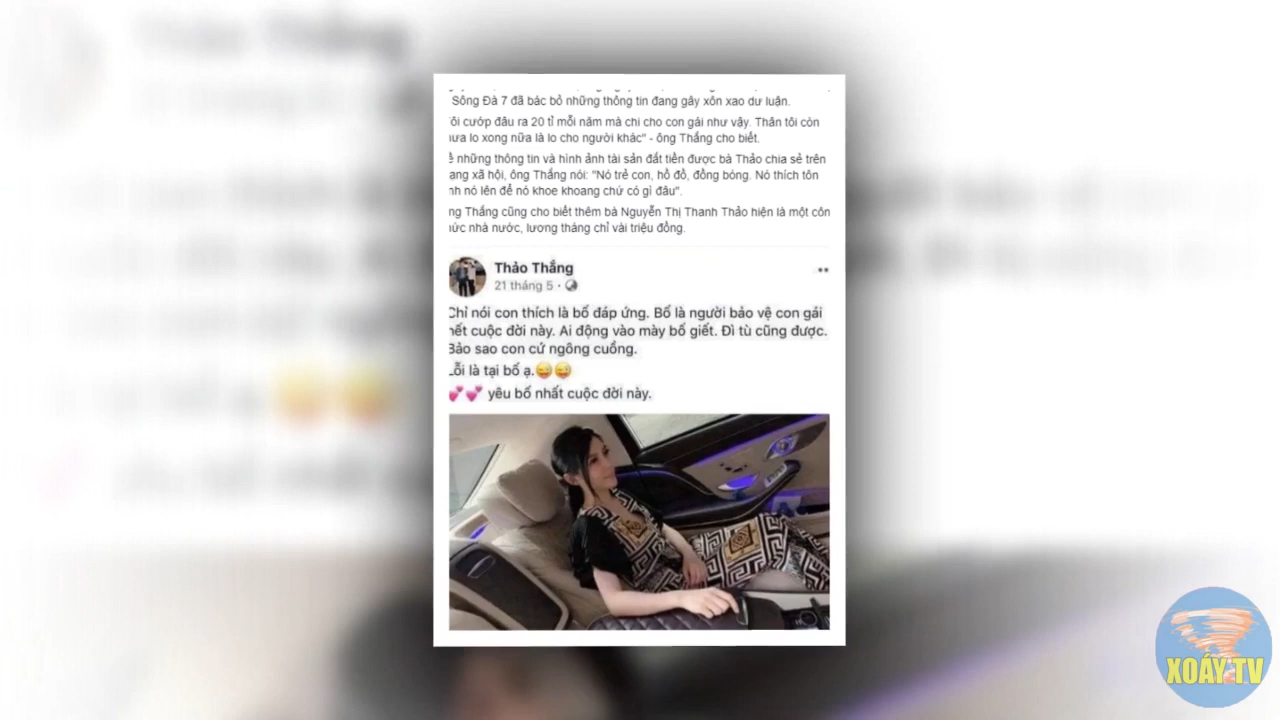 Sông Đà 7 đã bác bỏ những thông tin đang gây xôn xao dư luận.
ôi cướp đâu ra 20 tỉ mỗi năm mà chi cho con gái như vậy. Thân tôi còn
ưa lo xong nữa là lo cho người khác" - ông Thắng cho biết.
ề những thông tin và hình ảnh tài sản đắt tiền được bà Thảo chia sẻ trên
ạng xã hội, ông Thắng nói: "Nó trẻ con, hồ đồ, đồng bóng. Nó thích tôn
nh nó lên để nó khoe khoang chứ có gì đâu".
ng Thắng cũng cho biết thêm bà Nguyễn Thị Thanh Thảo hiện là một côn
ức nhà nước, lương tháng chỉ vài triệu đồng.
Thảo Thắng
21 tháng 5 ·
Chỉ nói con thích là bố đáp ứng. Bố là người bảo vệ con gái
hết cuộc đời này. Ai động vào mày bố giết. Đi tù cũng được.
Bảo sao con cứ ngông cuồng.
Lỗi là tại bố ạ.😜😜
💕💕 yêu bố nhất cuộc đời này.
XOÁY TV